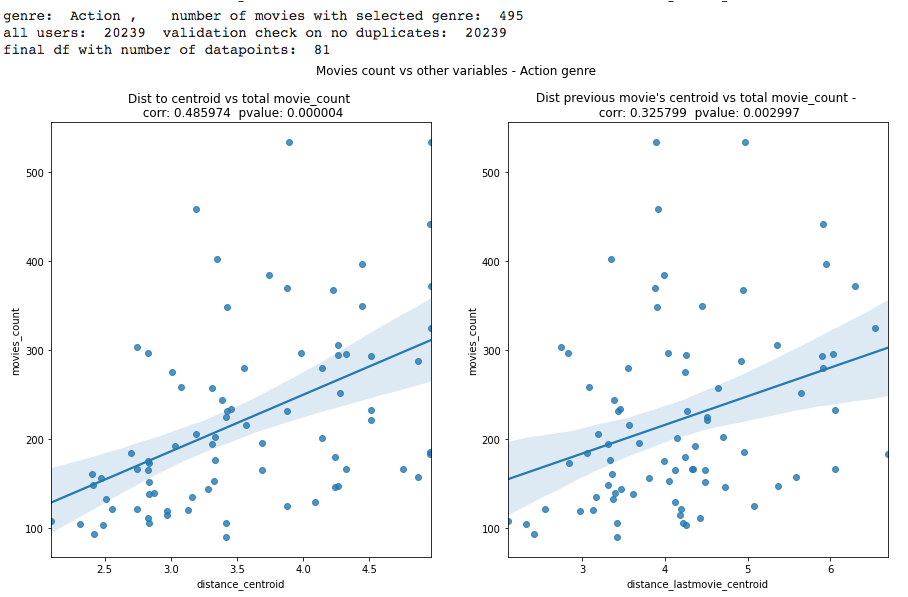 genre:  Action ,    number of movies with selected genre:  495
all users:  20239  validation check on no duplicates:  20239
final df with number of datapoints:  81
Movies count vs other variables - Action genre
Dist to centroid vs total movie_count
corr: 0.485974  pvalue: 0.000004
500
400
300
200
100
movies_count
2.5 3.0 3.5 4.0 4.5
distance_centroid
Dist previous movie's centroid vs total movie_count -
corr: 0.325799  pvalue: 0.002997
500
400
300
200
100
movies_count
3 4 5 6
distance_lastmovie_centroid